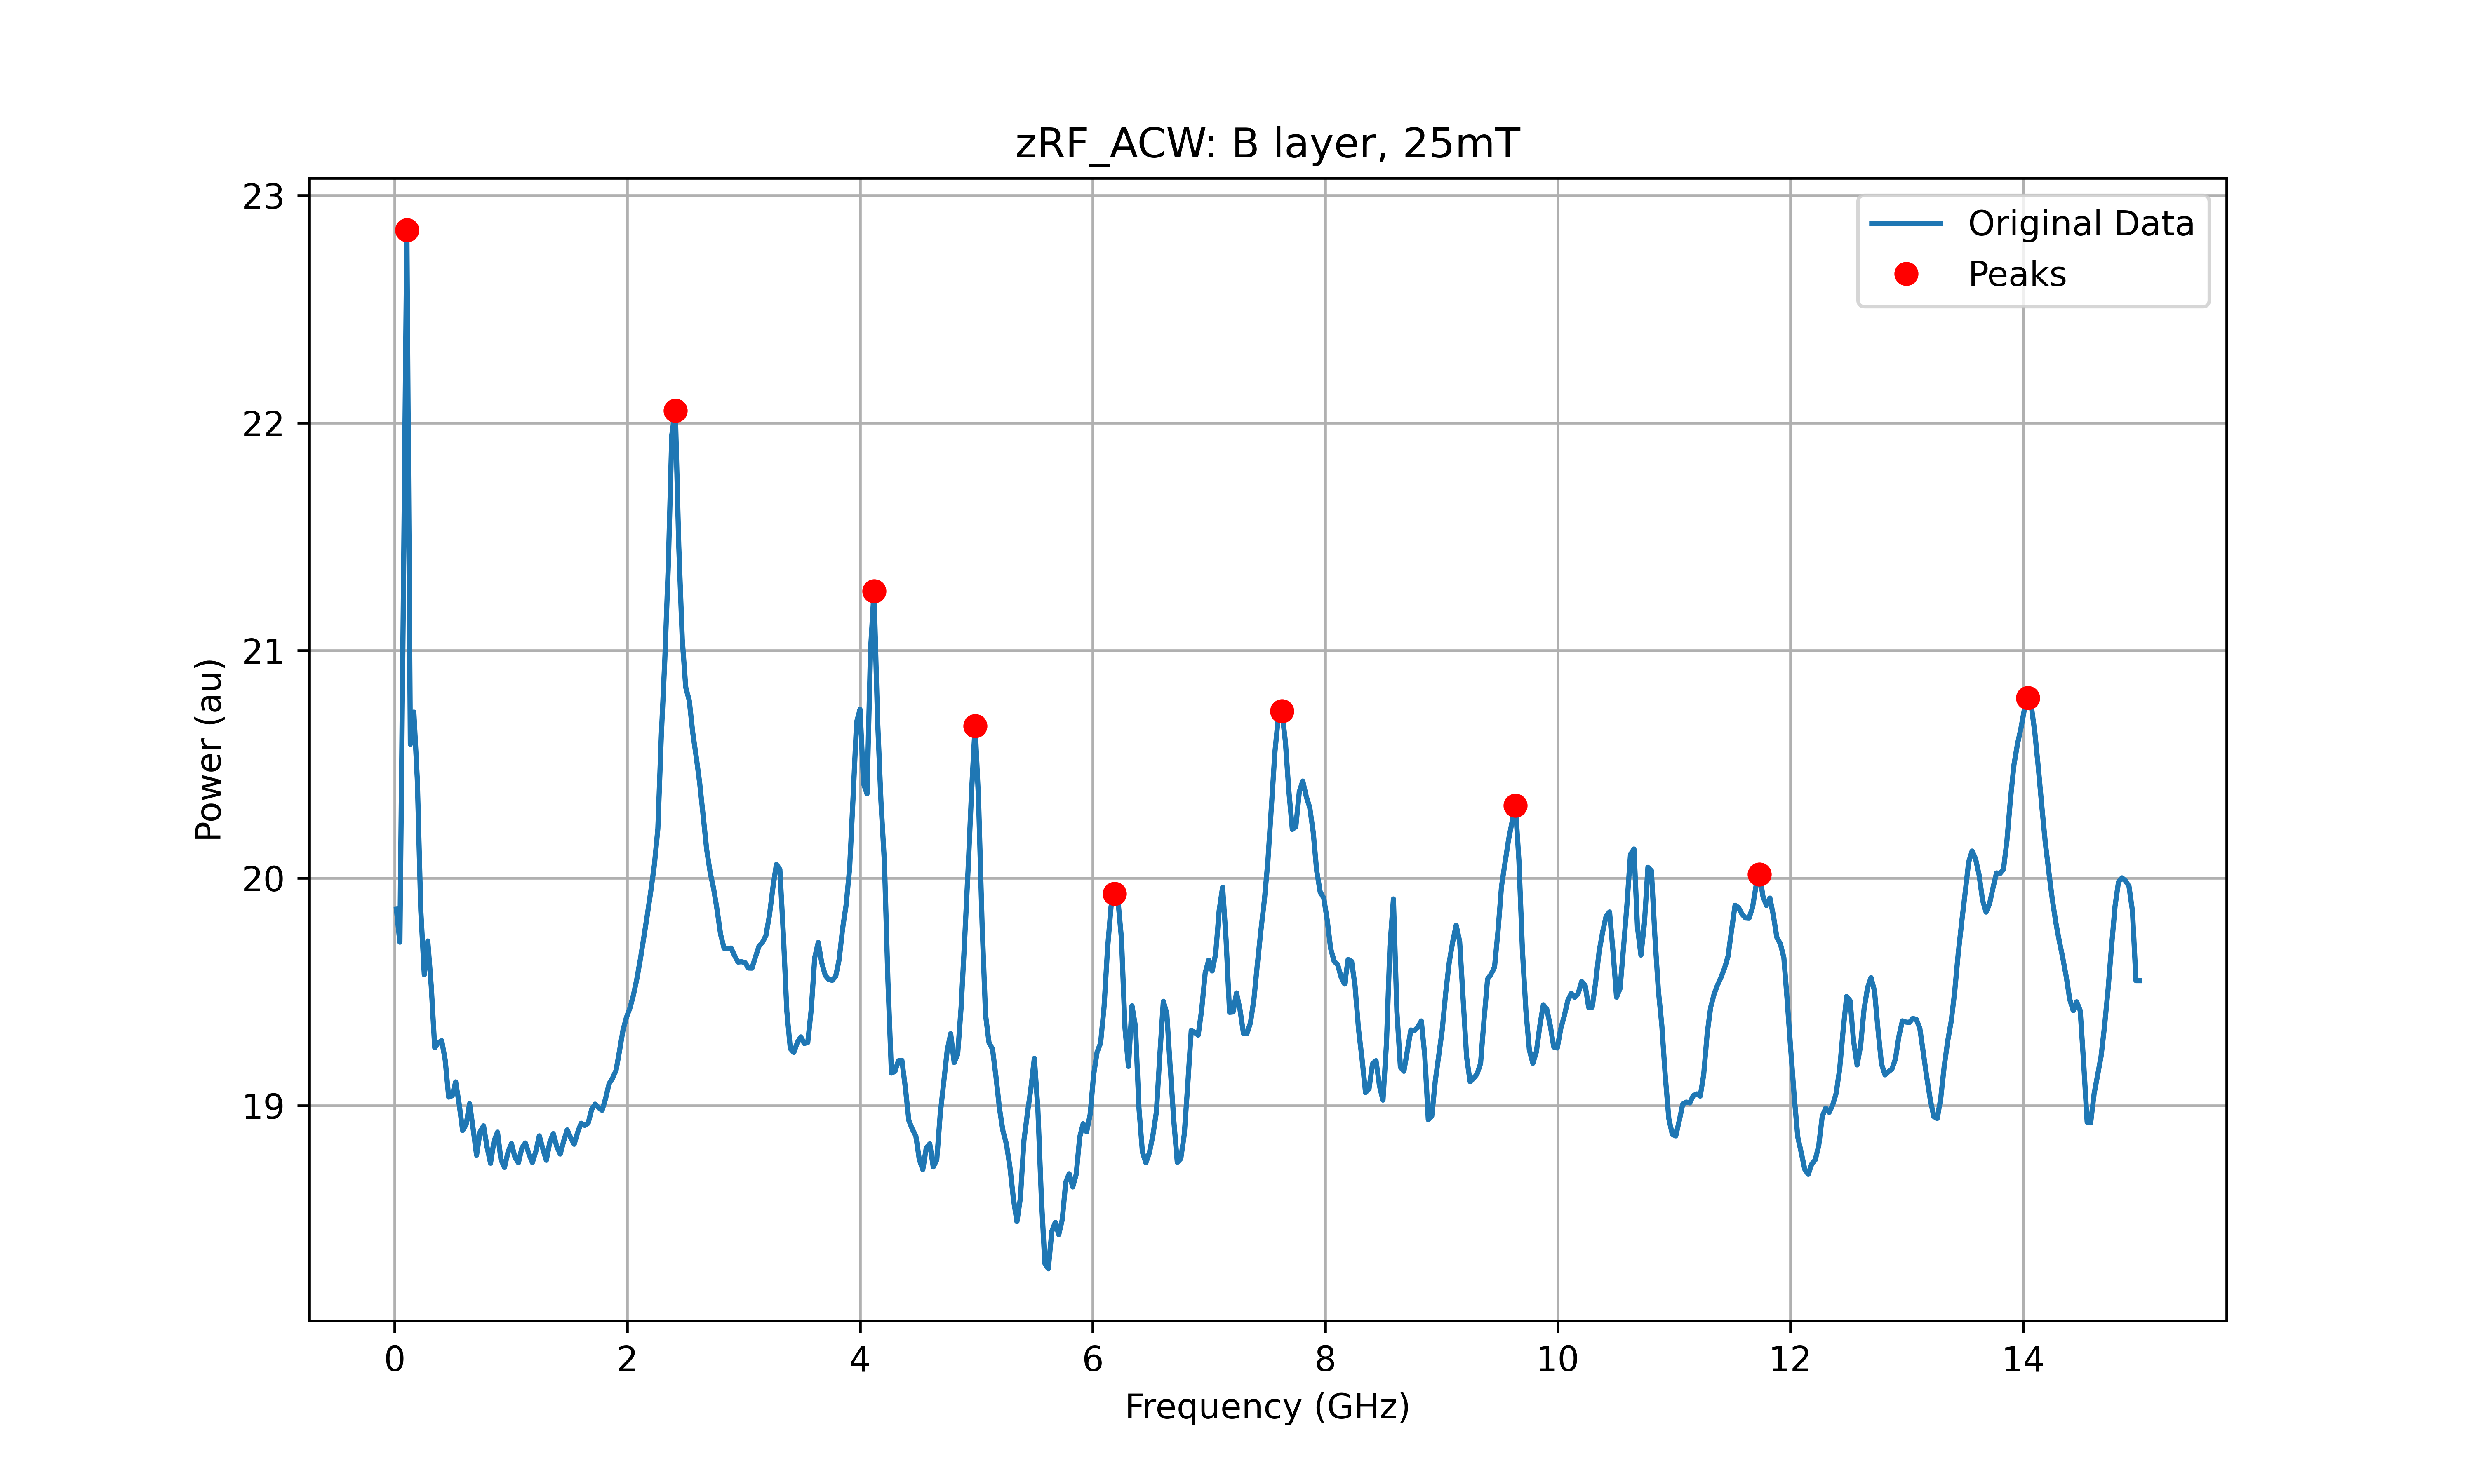 zRF_ACW: B layer, 25mT
Original Data
Peaks
Power (au)
23
22
21
20
19
0 2 4 6 8 10 12 14
Frequency (GHz)